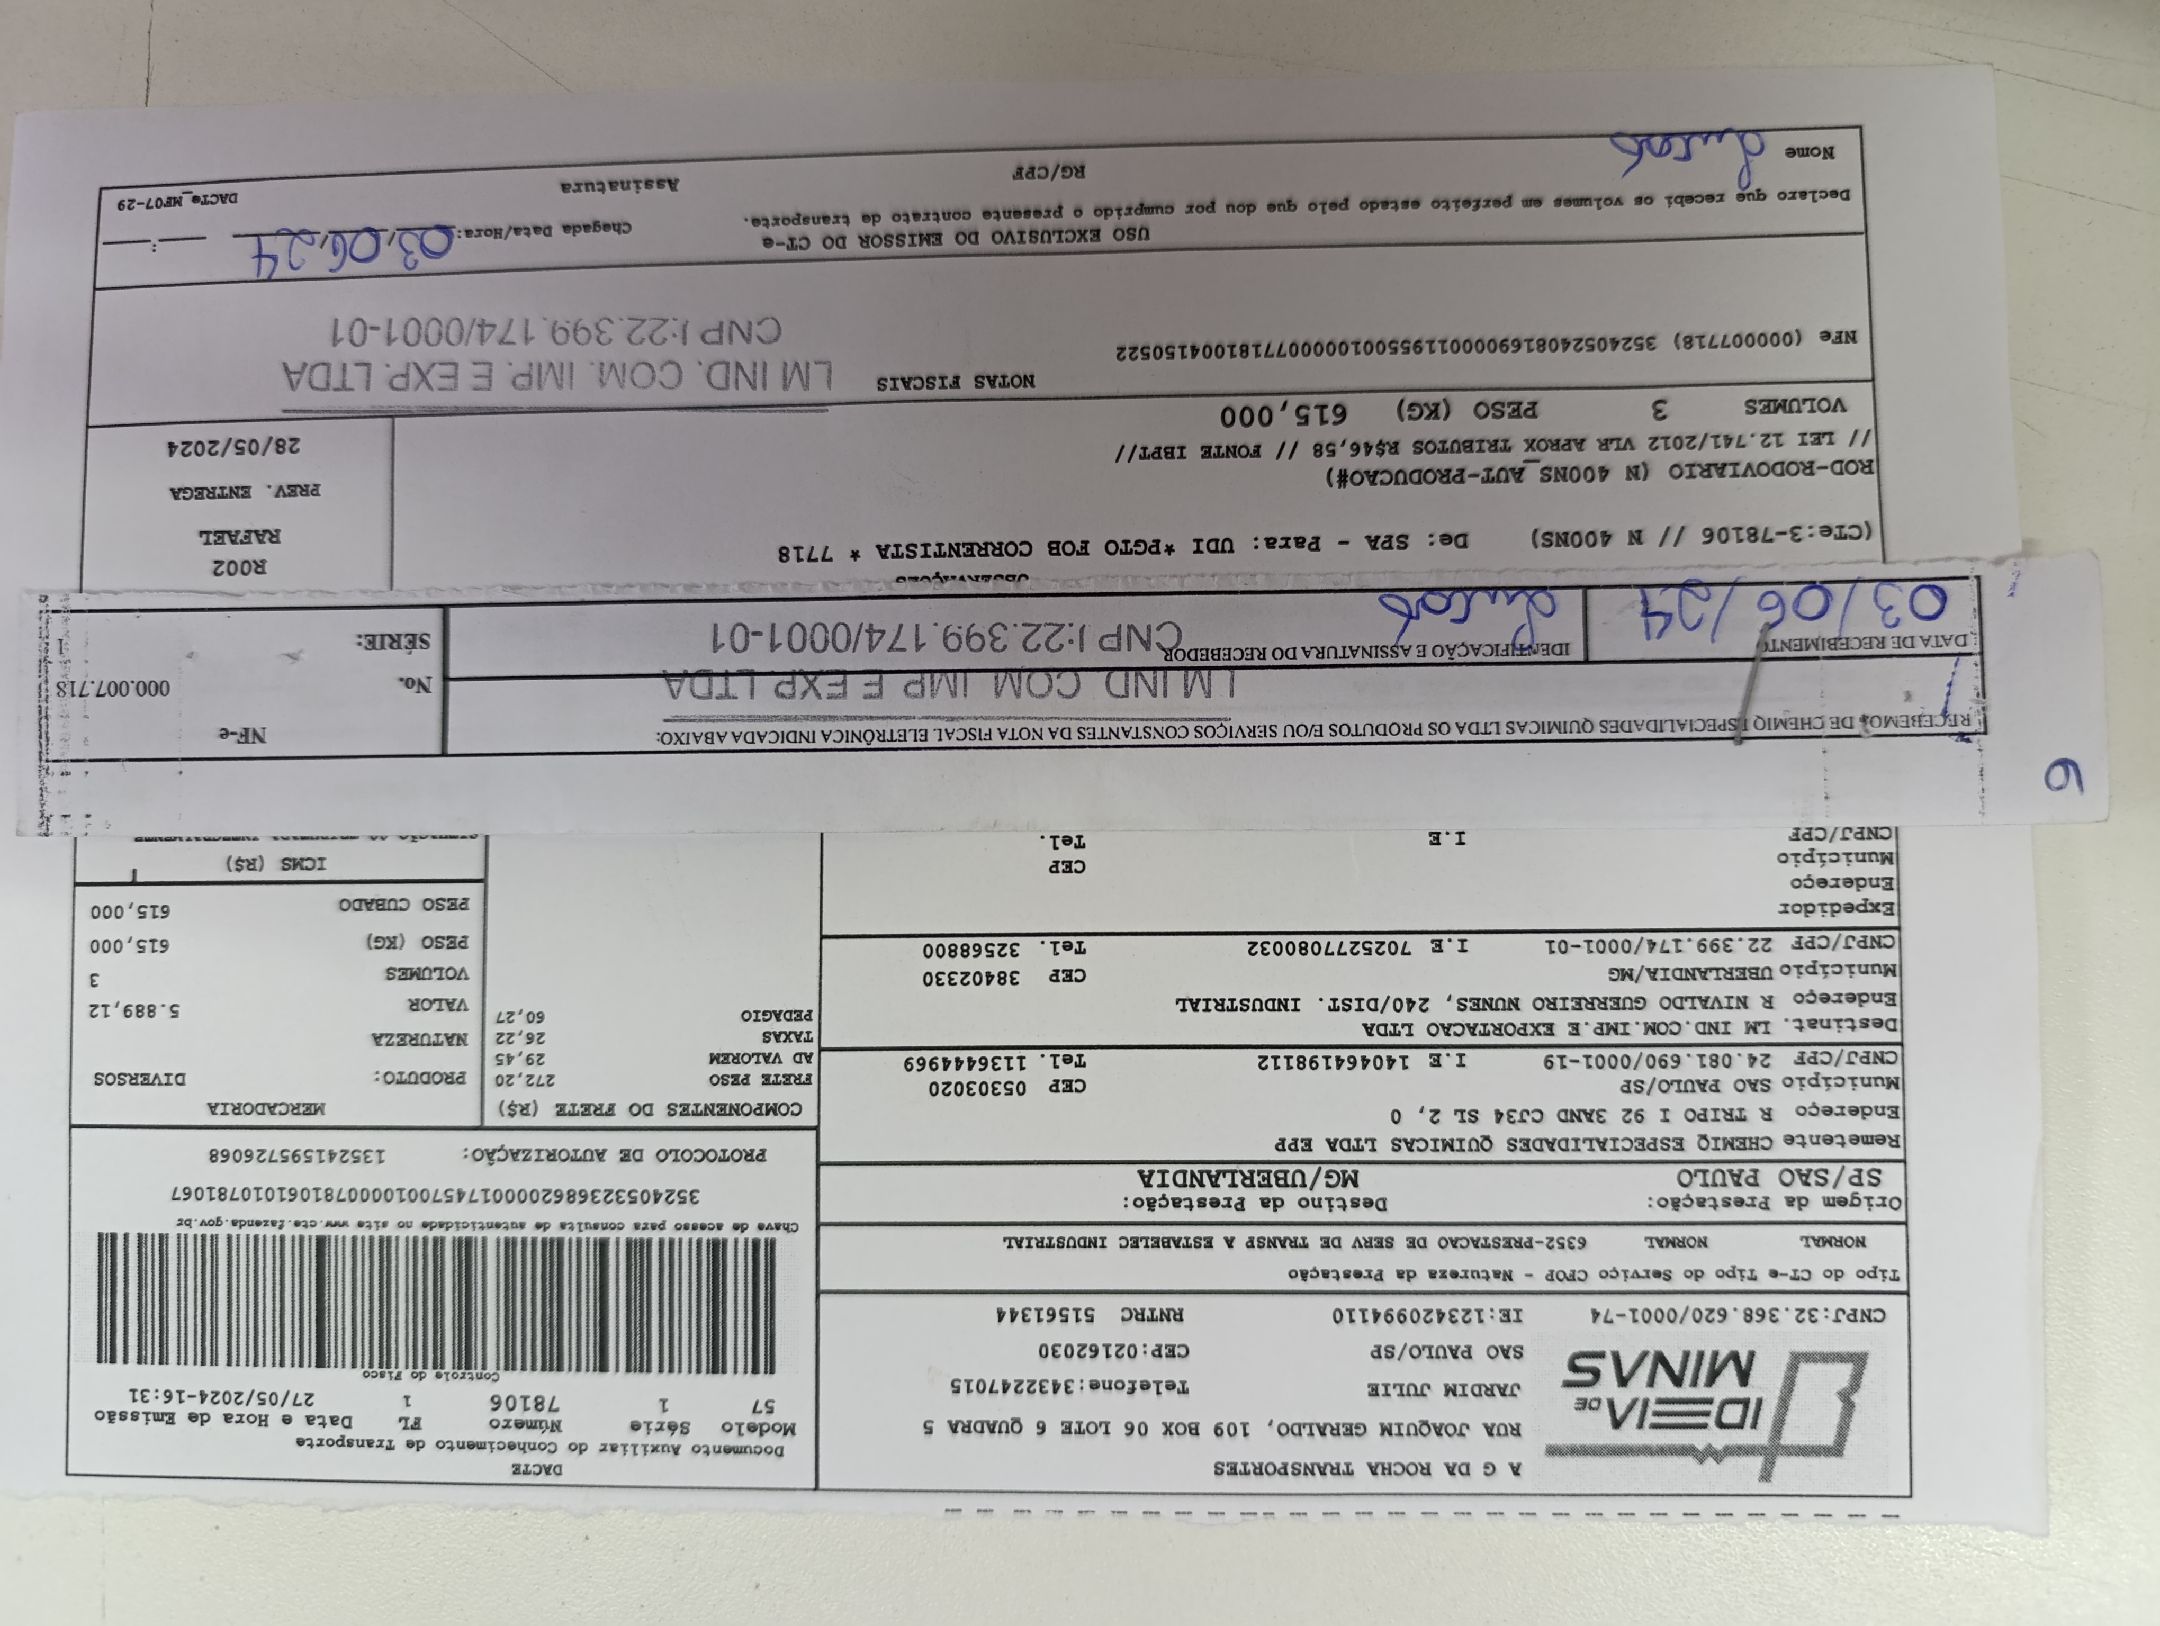 IDEIA DE
MINAS
A G DA ROCHA TRANSPORTES
RUA JOAQUIM GERALDO, 109 BOX 06 LOTE 6 QUADRA 5
JARDIM JULIE Telefone:3432247015
SAO PAULO/SP CEP:02162030
CNPJ:32.368.620/0001-74 IE:123420994110 RNTRC 51561344
DACTE
Documento Auxiliar do Conhecimento de Transporte
Modelo Série Número FL Data e Hora de Emissão
57 1 78106 1 27/05/2024-16:31
Controle do Fisco
Chave de acesso para consulta de autenticidade no site www.cte.fazenda.gov.br
35240532368620000174570010000781061010781067
PROTOCOLO DE AUTORIZAÇÃO: 135241595726068
Tipo do CT-e Tipo do Serviço CFOP - Natureza da Prestação
NORMAL NORMAL 6352-PRESTACAO DE SERV DE TRANSP A ESTABELEC INDUSTRIAL
Origem da Prestação: Destino da Prestação:
SP/SAO PAULO MG/UBERLANDIA
Remetente CHEMIQ ESPECIALIDADES QUIMICAS LTDA EPP
Endereço R TRIPO I 92 3AND CJ34 SL 2, 0
Município SAO PAULO/SP CEP 05303020
CNPJ/CPF 24.081.690/0001-19 I.E 140464198112 Tel. 1136444969
Destinat. LM IND.COM.IMP.E EXPORTACAO LTDA
Endereço R NIVALDO GUERREIRO NUNES, 240/DIST. INDUSTRIAL
Município UBERLANDIA/MG CEP 38402330
CNPJ/CPF 22.399.174/0001-01 I.E 7025277080032 Tel. 32568800
Expedidor
Endereço
Município CEP
CNPJ/CPF I.E Tel.
COMPONENTES DO FRETE (R$)
FRETE PESO 272,20
AD VALOREM 29,45
TAXAS 26,22
PEDAGIO 60,27
MERCADORIA
PRODUTO: DIVERSOS
NATUREZA
VALOR 5.889,12
VOLUMES 3
PESO (KG) 615,000
PESO CUBADO 615,000
ICMS (R$)
6
RECEBEMOS DE CHEMIQ ESPECIALIDADES QUIMICAS LTDA OS PRODUTOS E/OU SERVIÇOS CONSTANTES DA NOTA FISCAL ELETRÔNICA INDICADA ABAIXO:
LM IND. COM. IMP. E EXP. LTDA
DATA DE RECEBIMENTO IDENTIFICAÇÃO E ASSINATURA DO RECEBEDOR
CNPJ:22.399.174/0001-01
03/06/24 Lucas
NF-e
No. 000.007.718
SÉRIE: 1
OBSERVAÇÕES
(CTe:3-78106 // N 400NS) De: SPA - Para: UDI *PGTO FOB CORRENTISTA * 7718
ROD-RODOVIARIO (N 400NS_AUT-PRODUCAO#)
// LEI 12.741/2012 VLR APROX TRIBUTOS R$46,58 // FONTE IBPT//
VOLUMES 3 PESO (KG) 615,000
R002
RAFAEL
PREV. ENTREGA
28/05/2024
NOTAS FISCAIS
LM IND. COM. IMP. E EXP. LTDA
CNPJ:22.399.174/0001-01
NFe (000007718) 35240524081690000119550010000077181004150522
USO EXCLUSIVO DO EMISSOR DO CT-e
Chegada Data/Hora: 03/06/24 __:__
Declaro que recebi os volumes em perfeito estado pelo que dou por cumprido o presente contrato de transporte.
Nome Lucas RG/CPF Assinatura
DACTe_MF07-29